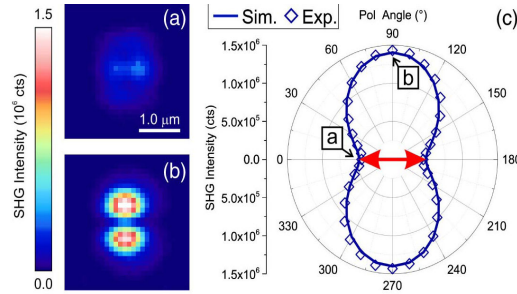 (a)
1.5
0.0
SHG Intensity (10⁶ cts)
1.0 μm
(b)
Sim.
Exp.
Pol Angle (°)
(c)
SHG Intensity (cts)
1.5x10⁶
1.0x10⁶
5.0x10⁵
0.0
5.0x10⁵
1.0x10⁶
1.5x10⁶
90
60
120
30
150
0
180
330
300
240
270
a
b